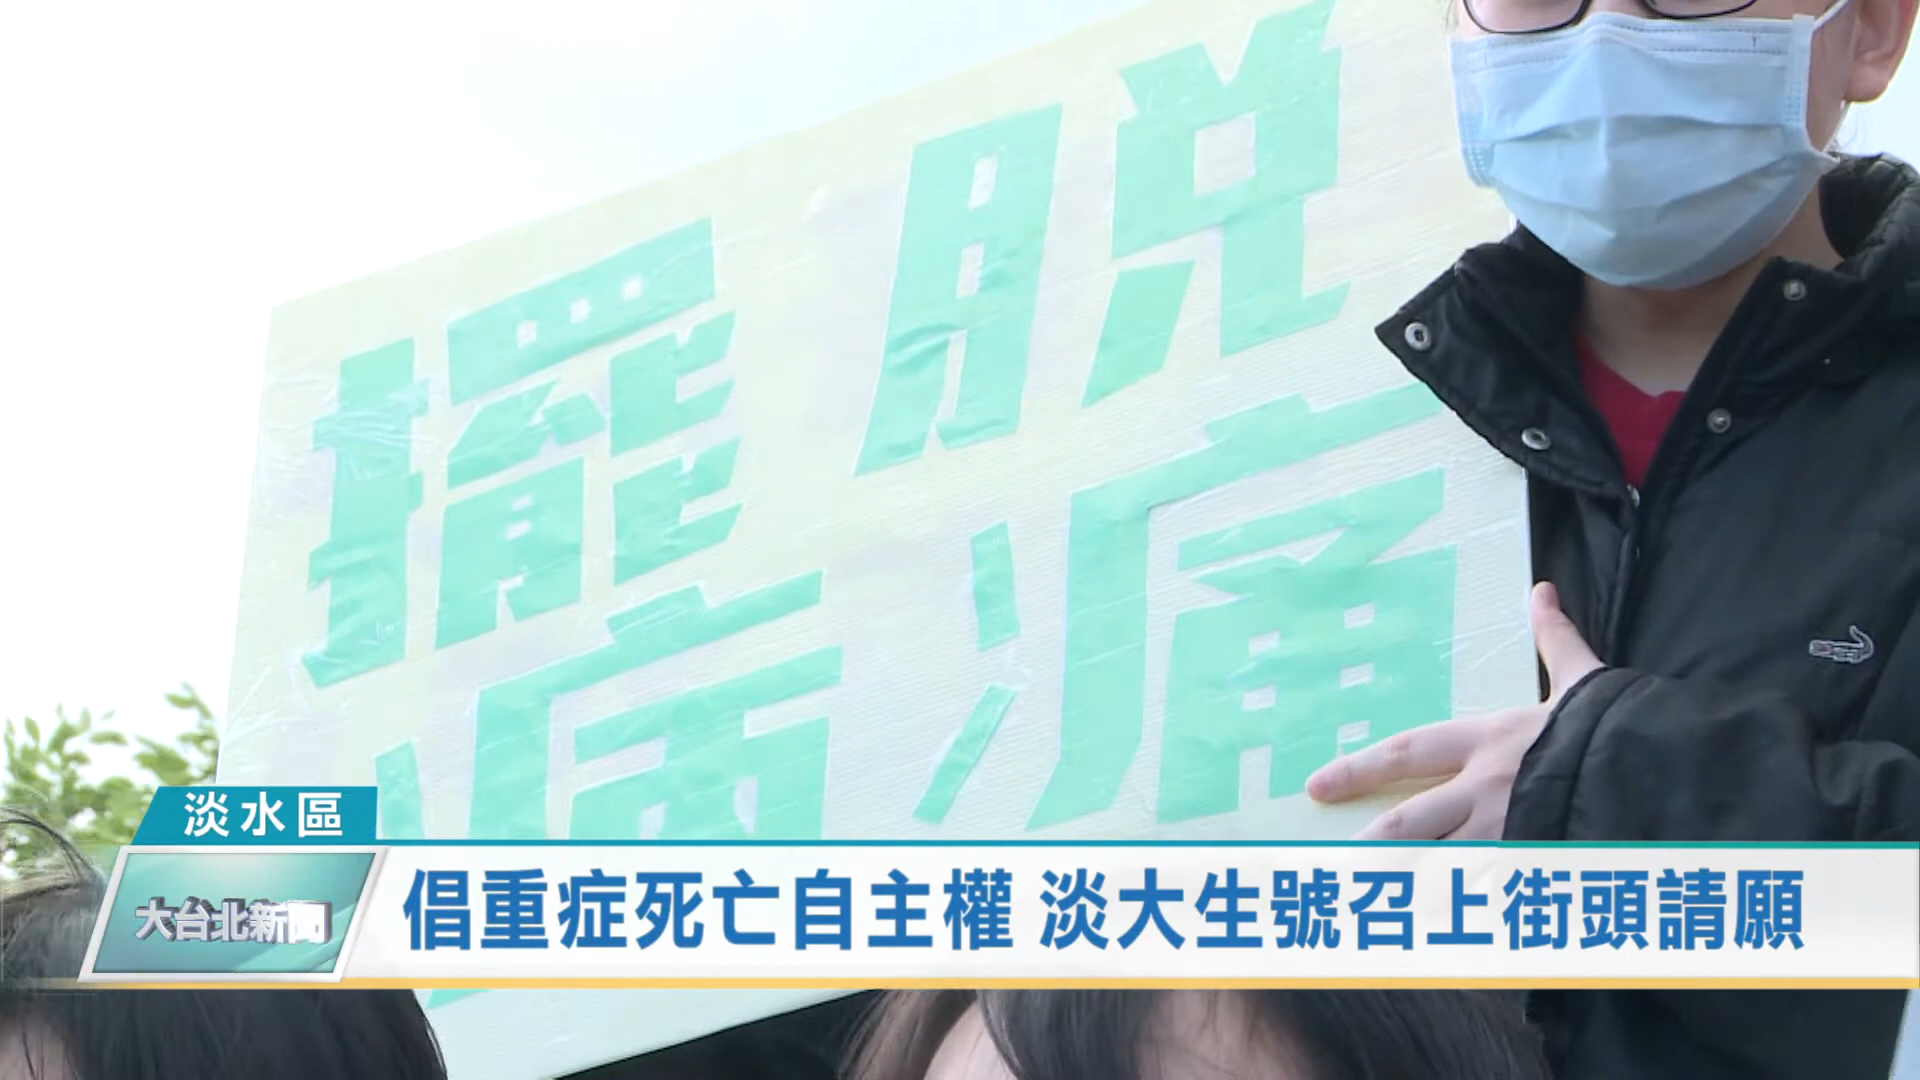 擺脫
病痛
淡水區
大台北新聞
倡重症死亡自主權 淡大生號召上街頭請願